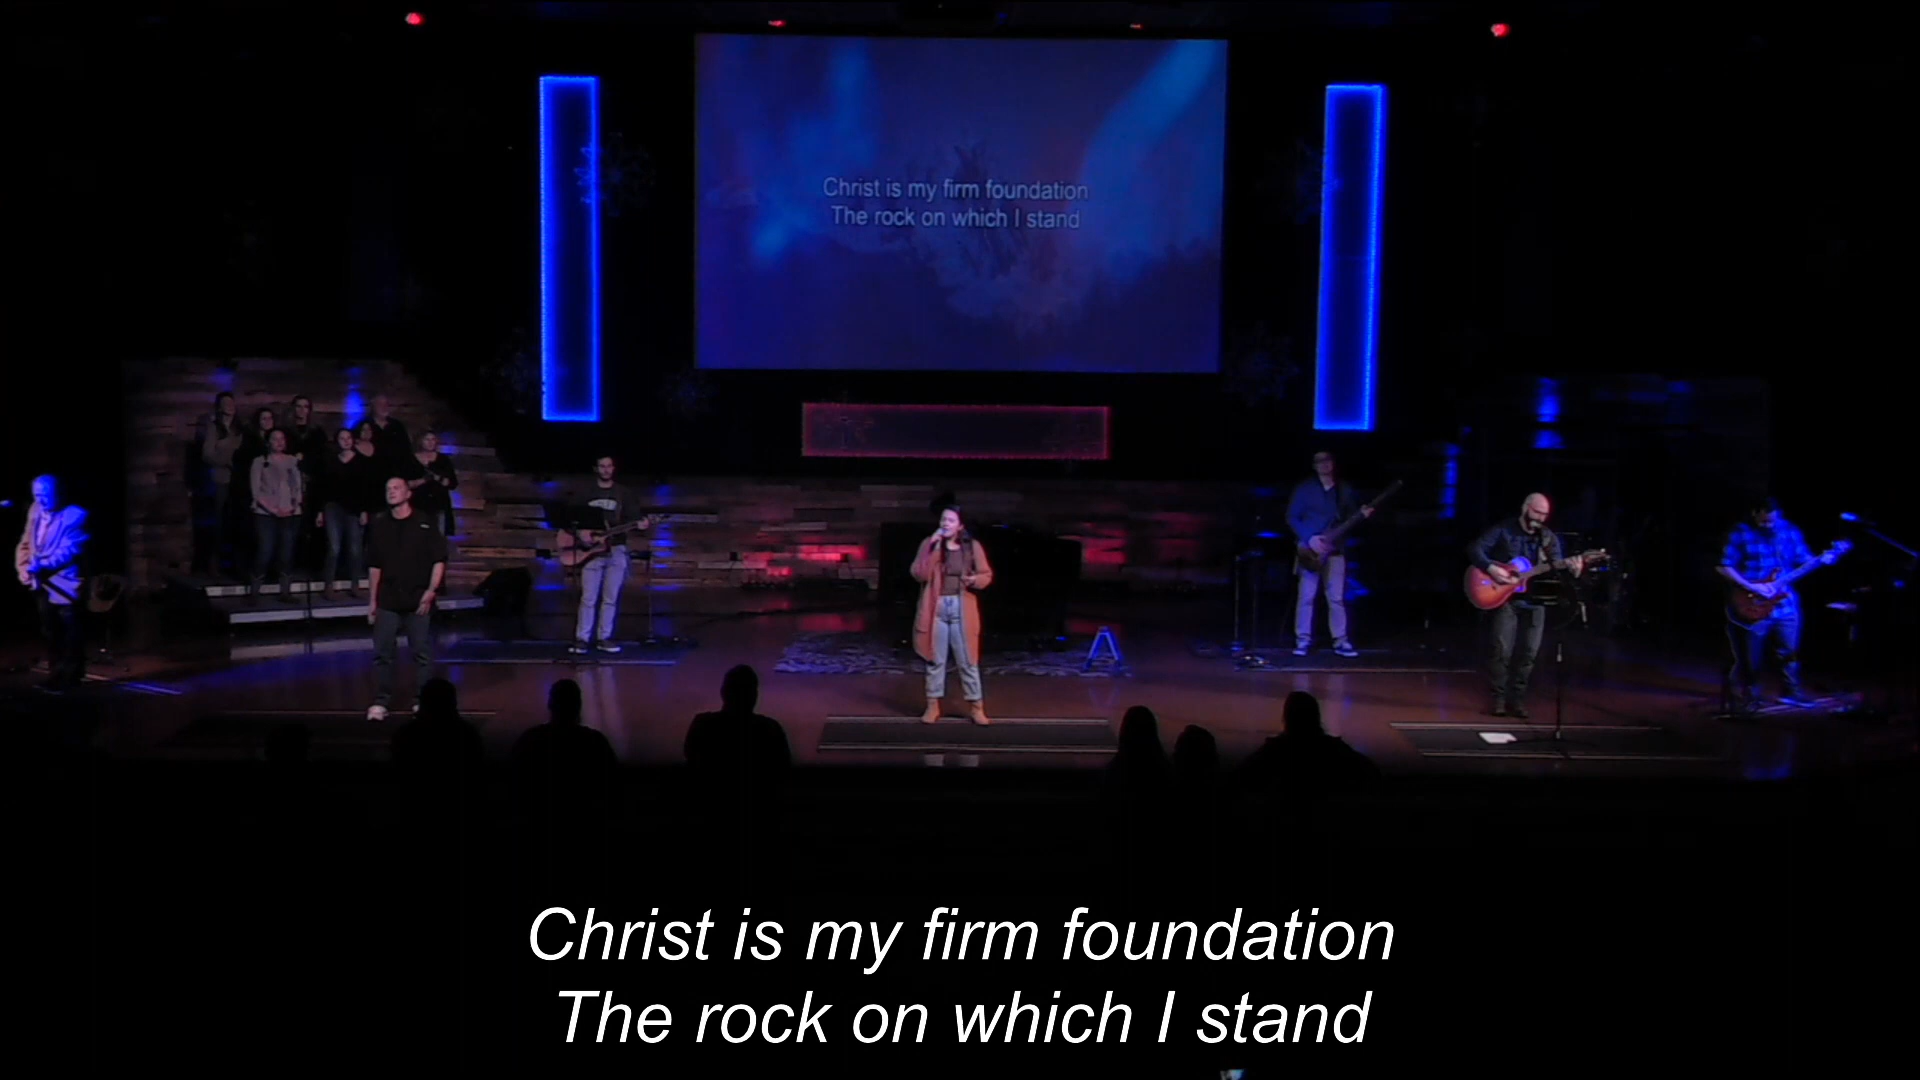 Christ is my firm foundation
The rock on which I stand
Christ is my firm foundation
The rock on which I stand